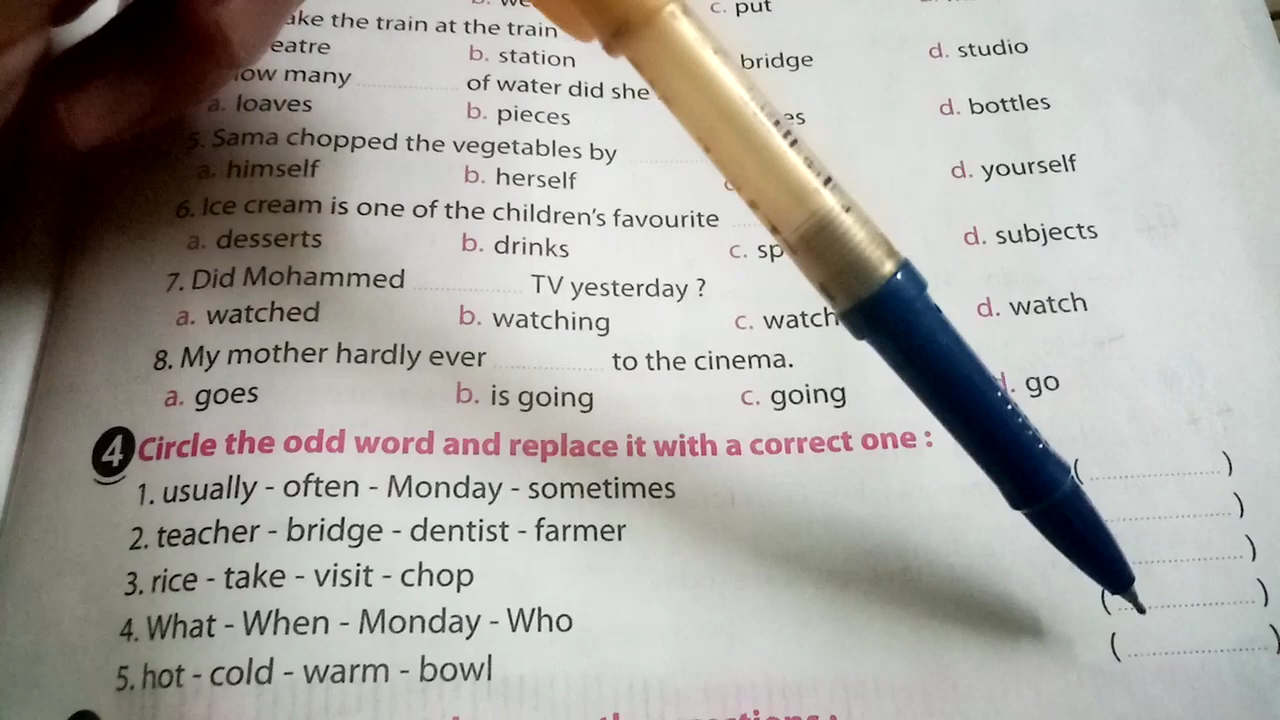 c. put
ake the train at the train
eatre b. station bridge d. studio
ow many .......... of water did she
a. loaves b. pieces es d. bottles
5. Sama chopped the vegetables by ..........
a. himself b. herself d. yourself
6. Ice cream is one of the children's favourite
a. desserts b. drinks c. sp d. subjects
7. Did Mohammed .......... TV yesterday ?
a. watched b. watching c. watch d. watch
8. My mother hardly ever .......... to the cinema.
a. goes b. is going c. going d. go
4 Circle the odd word and replace it with a correct one :
1. usually - often - Monday - sometimes (..........)
2. teacher - bridge - dentist - farmer ..........)
3. rice - take - visit - chop ..........)
4. What - When - Monday - Who (..........)
5. hot - cold - warm - bowl (..........)